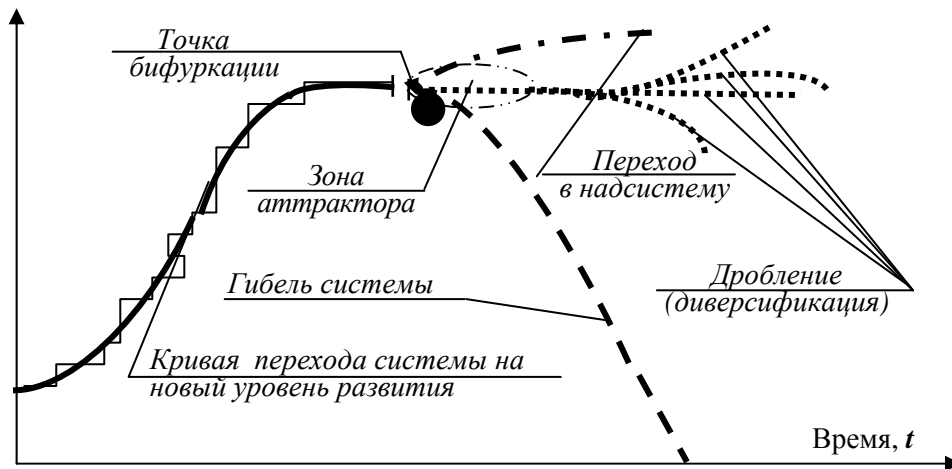 Точка
бифуркации
Зона
аттрактора
Переход
в надсистему
Гибель системы
Дробление
(диверсификация)
Кривая перехода системы на
новый уровень развития
Время, t